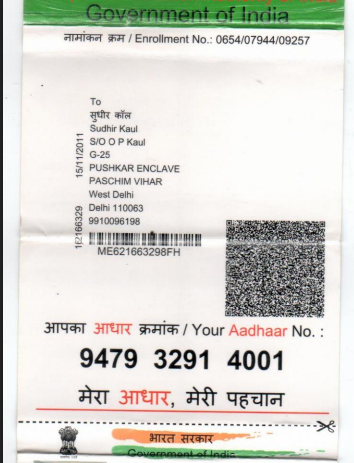 Government of India
नामांकन क्रम / Enrollment No.: 0654/07944/09257
To
सुधीर कॉल
Sudhir Kaul
S/O O P Kaul
G-25
PUSHKAR ENCLAVE
PASCHIM VIHAR
West Delhi
Delhi 110063
9910096198
15/11/2011
162166329
ME621663298FH
आपका आधार क्रमांक / Your Aadhaar No. :
9479 3291 4001
मेरा आधार, मेरी पहचान
भारत सरकार
Government of India